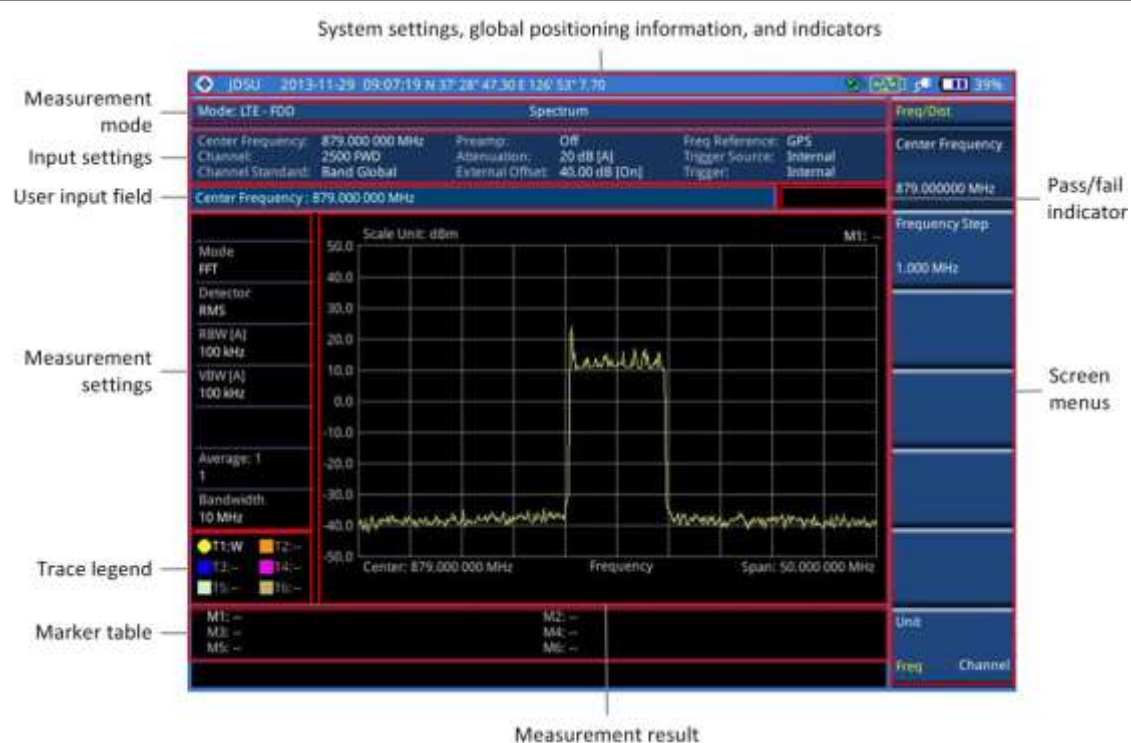 System settings, global positioning information, and indicators
JDSU 2013-11-29 09:07:19 N 37° 28" 47.30 E 126° 53" 7.70 39%
Measurement mode
Mode: LTE - FDD Spectrum
Freq/Dist
Input settings
Center Frequency: 879.000 000 MHz Preamp: Off Freq Reference: GPS
Channel: 2500 FWD Attenuation: 20 dB [A] Trigger Source: Internal
Channel Standard: Band Global External Offset: 40.00 dB [On] Trigger: Internal
Center Frequency
879.000000 MHz
User input field
Center Frequency : 879.000 000 MHz
Pass/fail indicator
Frequency Step
1.000 MHz
Measurement settings
Mode
FFT
Detector
RMS
RBW [A]
100 kHz
VBW [A]
100 kHz
Average: 1
1
Bandwidth
10 MHz
Scale Unit: dBm M1: --
50.0
40.0
30.0
20.0
10.0
0.0
-10.0
-20.0
-30.0
-40.0
-50.0
Center: 879.000 000 MHz Frequency Span: 50.000 000 MHz
Screen menus
Trace legend
T1:W T2:--
T3:-- T4:--
T5:-- T6:--
Marker table
M1: -- M2: --
M3: -- M4: --
M5: -- M6: --
Unit
Freq Channel
Measurement result